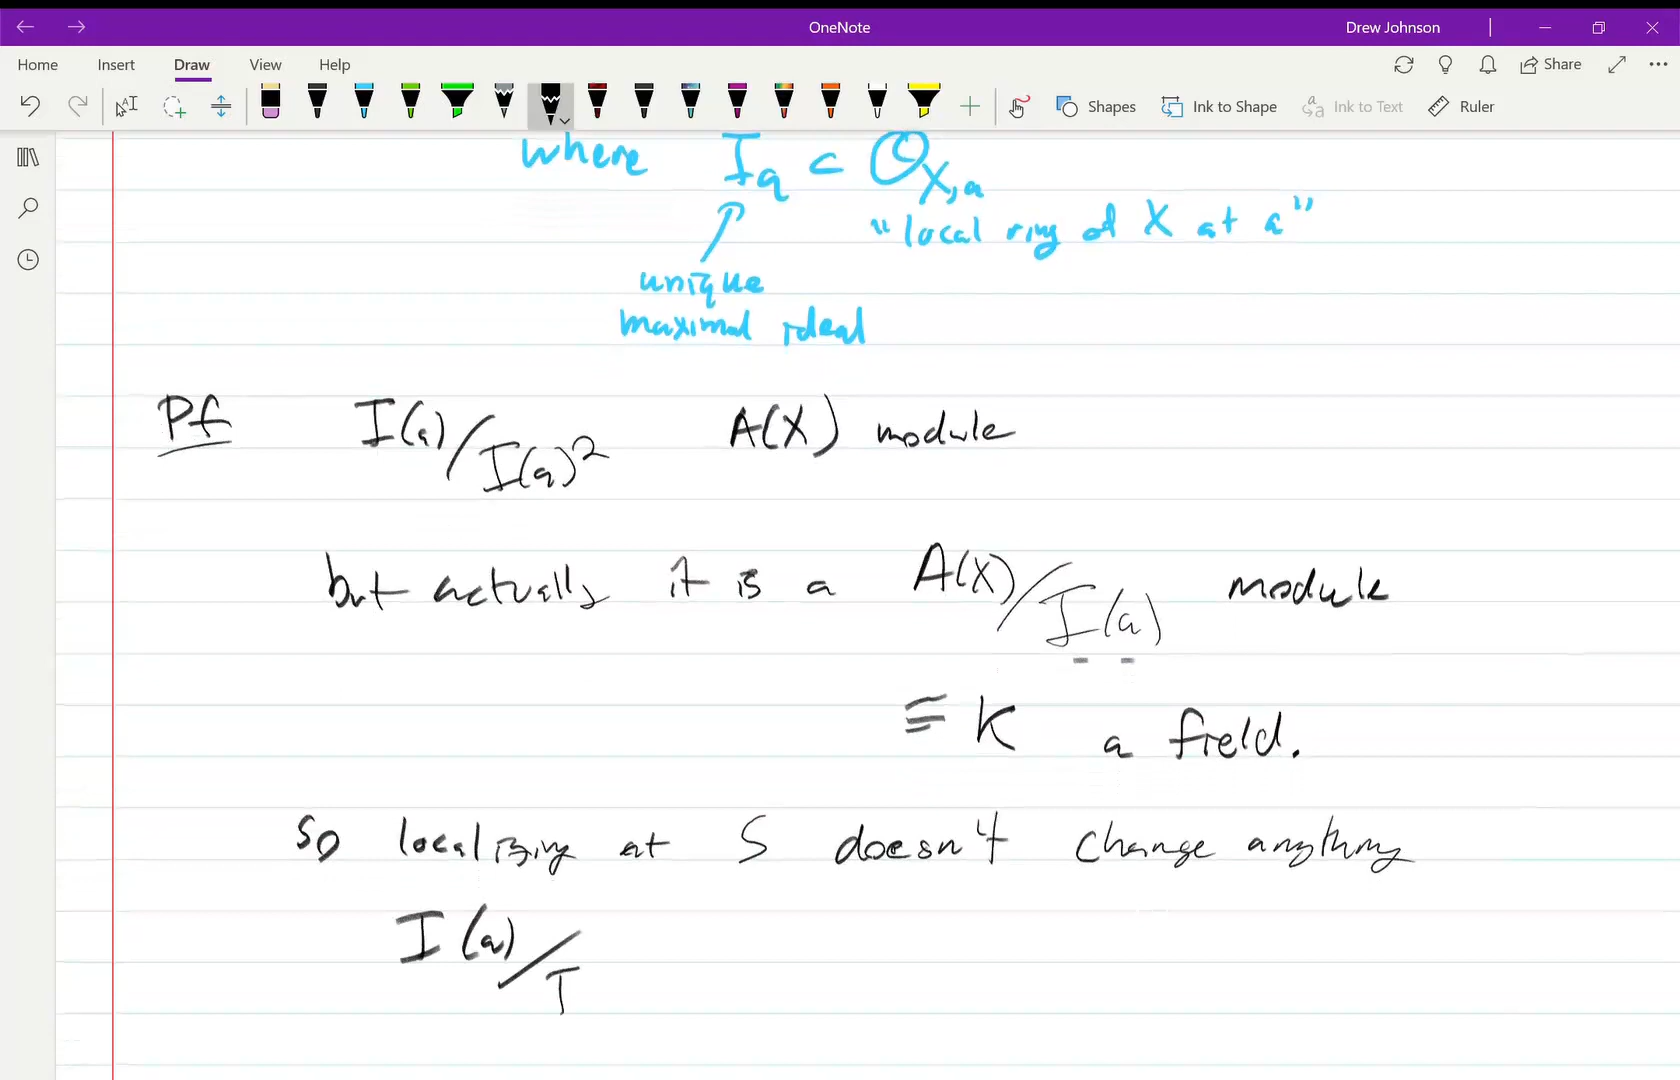 OneNote
Drew Johnson
Home Insert Draw View Help
Share
Shapes Ink to Shape Ink to Text Ruler
where I_a ⊂ O_{X,a}
"local ring of X at a"
unique
maximal ideal
Pf I(a)/I(a)² A(X) module
but actually it is a A(X)/I(a) module
≅ K a field.
so localizing at S doesn't change anything
I(a)/I